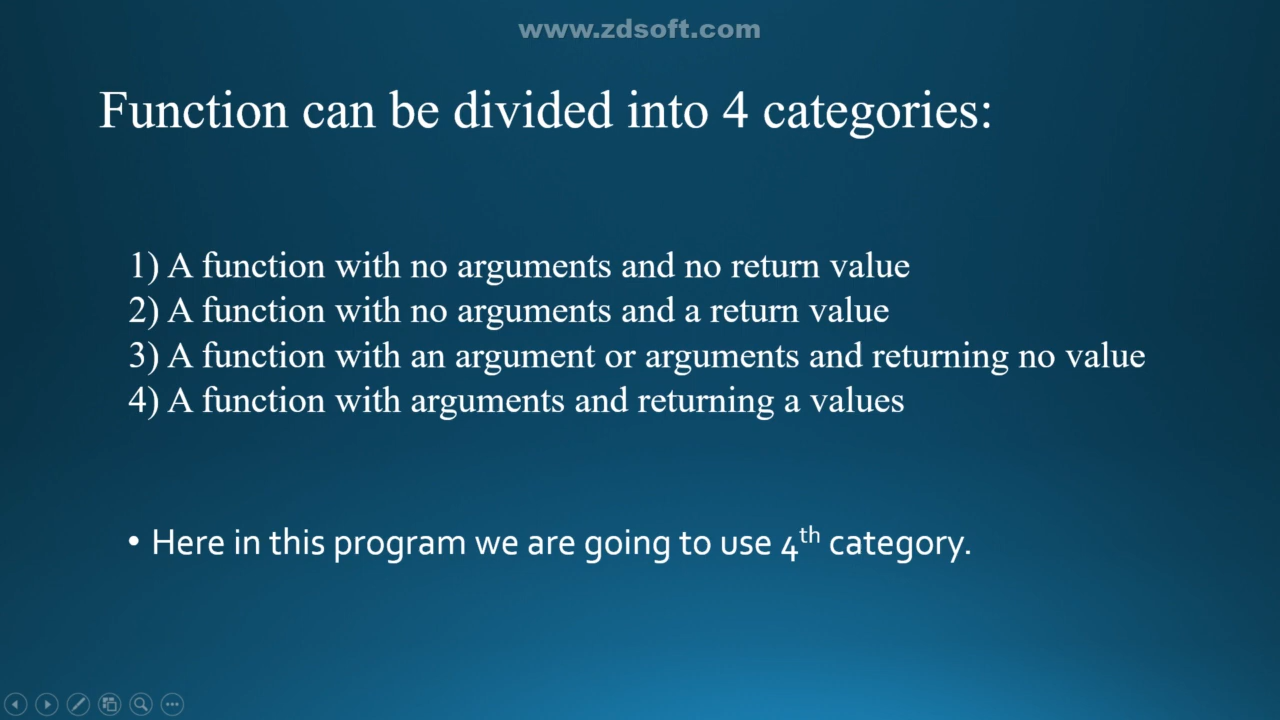 www.zdsoft.com
Function can be divided into 4 categories:
1) A function with no arguments and no return value
2) A function with no arguments and a return value
3) A function with an argument or arguments and returning no value
4) A function with arguments and returning a values
• Here in this program we are going to use 4th category.